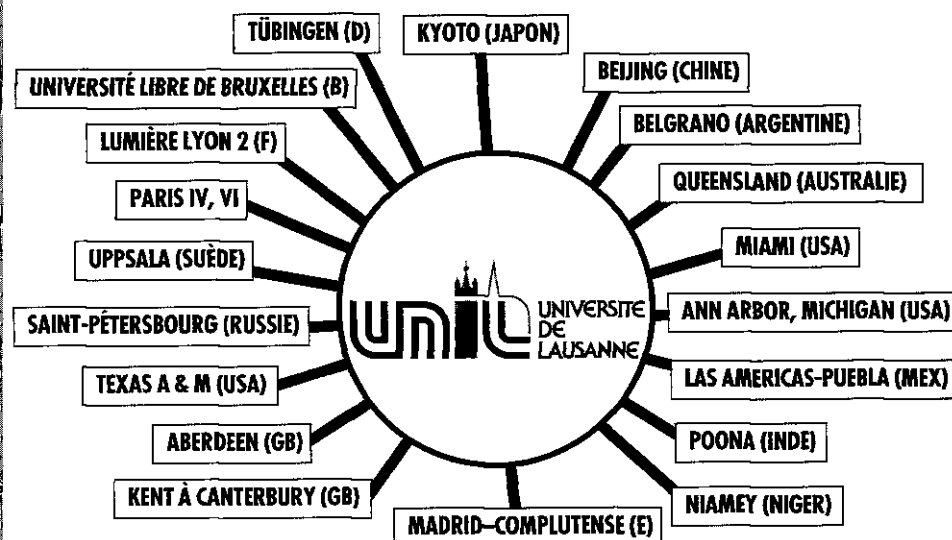 TÜBINGEN (D)
KYOTO (JAPON)
BEIJING (CHINE)
UNIVERSITÉ LIBRE DE BRUXELLES (B)
BELGRANO (ARGENTINE)
LUMIÈRE LYON 2 (F)
QUEENSLAND (AUSTRALIE)
PARIS IV, VI
MIAMI (USA)
UPPSALA (SUÈDE)
ANN ARBOR, MICHIGAN (USA)
SAINT-PÉTERSBOURG (RUSSIE)
unil
UNIVERSITE
DE
LAUSANNE
TEXAS A & M (USA)
LAS AMERICAS-PUEBLA (MEX)
ABERDEEN (GB)
POONA (INDE)
KENT À CANTERBURY (GB)
NIAMEY (NIGER)
MADRID–COMPLUTENSE (E)